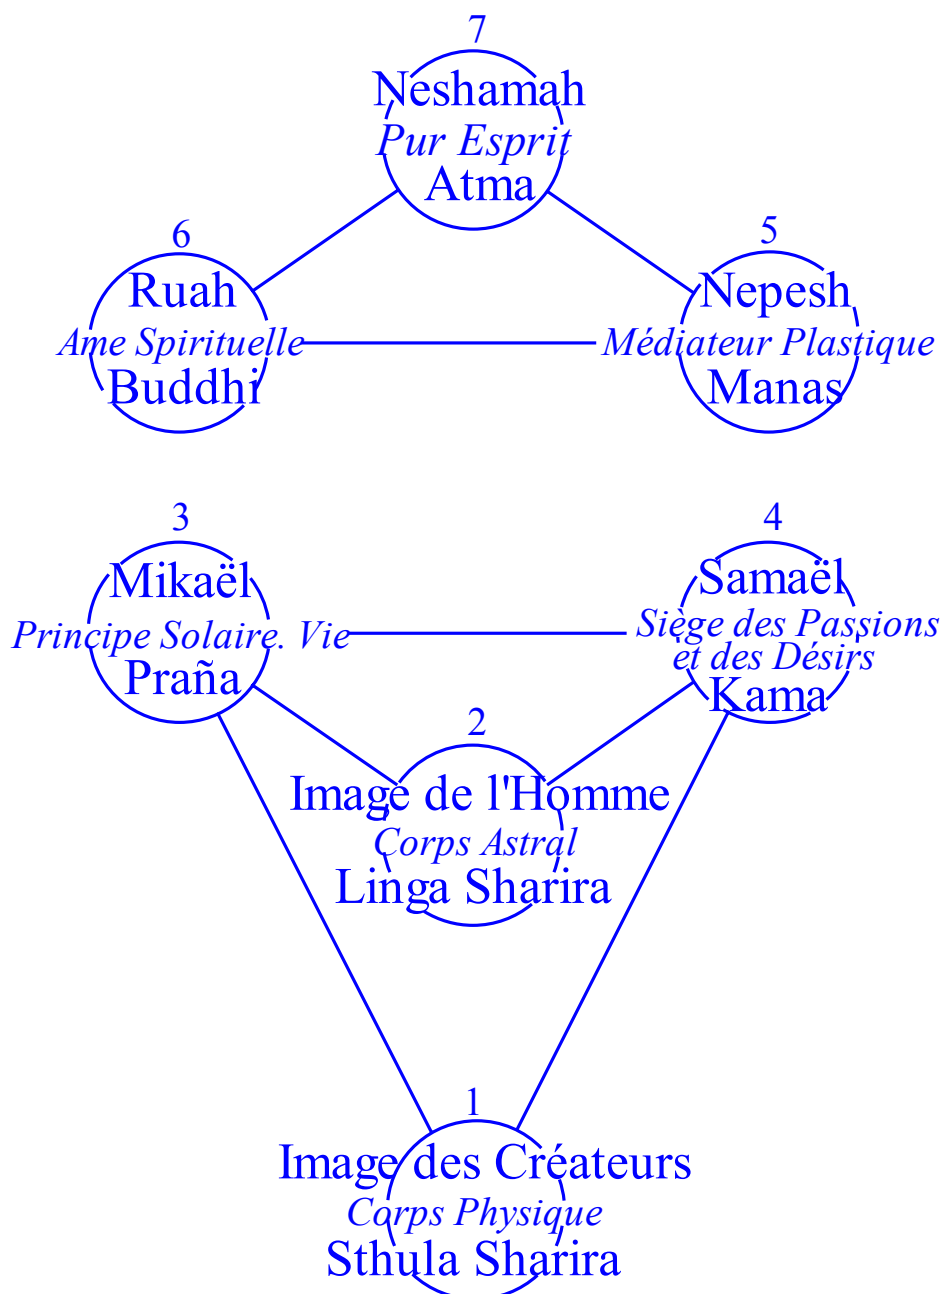 7
Neshamah
Pur Esprit
Atma
6
Ruah
Ame Spirituelle
Buddhi
5
Nepesh
Médiateur Plastique
Manas
3
Mikaël
Principe Solaire. Vie
Praña
4
Samaël
Siège des Passions
et des Désirs
Kama
2
Image de l'Homme
Corps Astral
Linga Sharira
1
Image des Créateurs
Corps Physique
Sthula Sharira